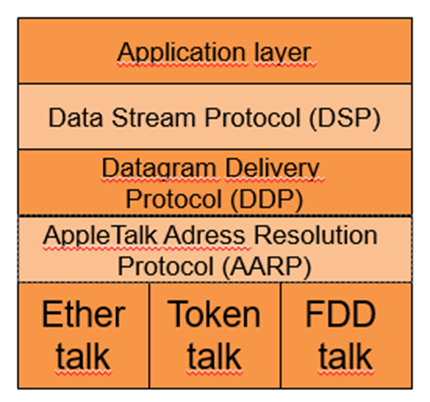 Application layer
Data Stream Protocol (DSP)
Datagram Delivery
Protocol (DDP)
AppleTalk Adress Resolution
Protocol (AARP)
Ether
talk
Token
talk
FDD
talk